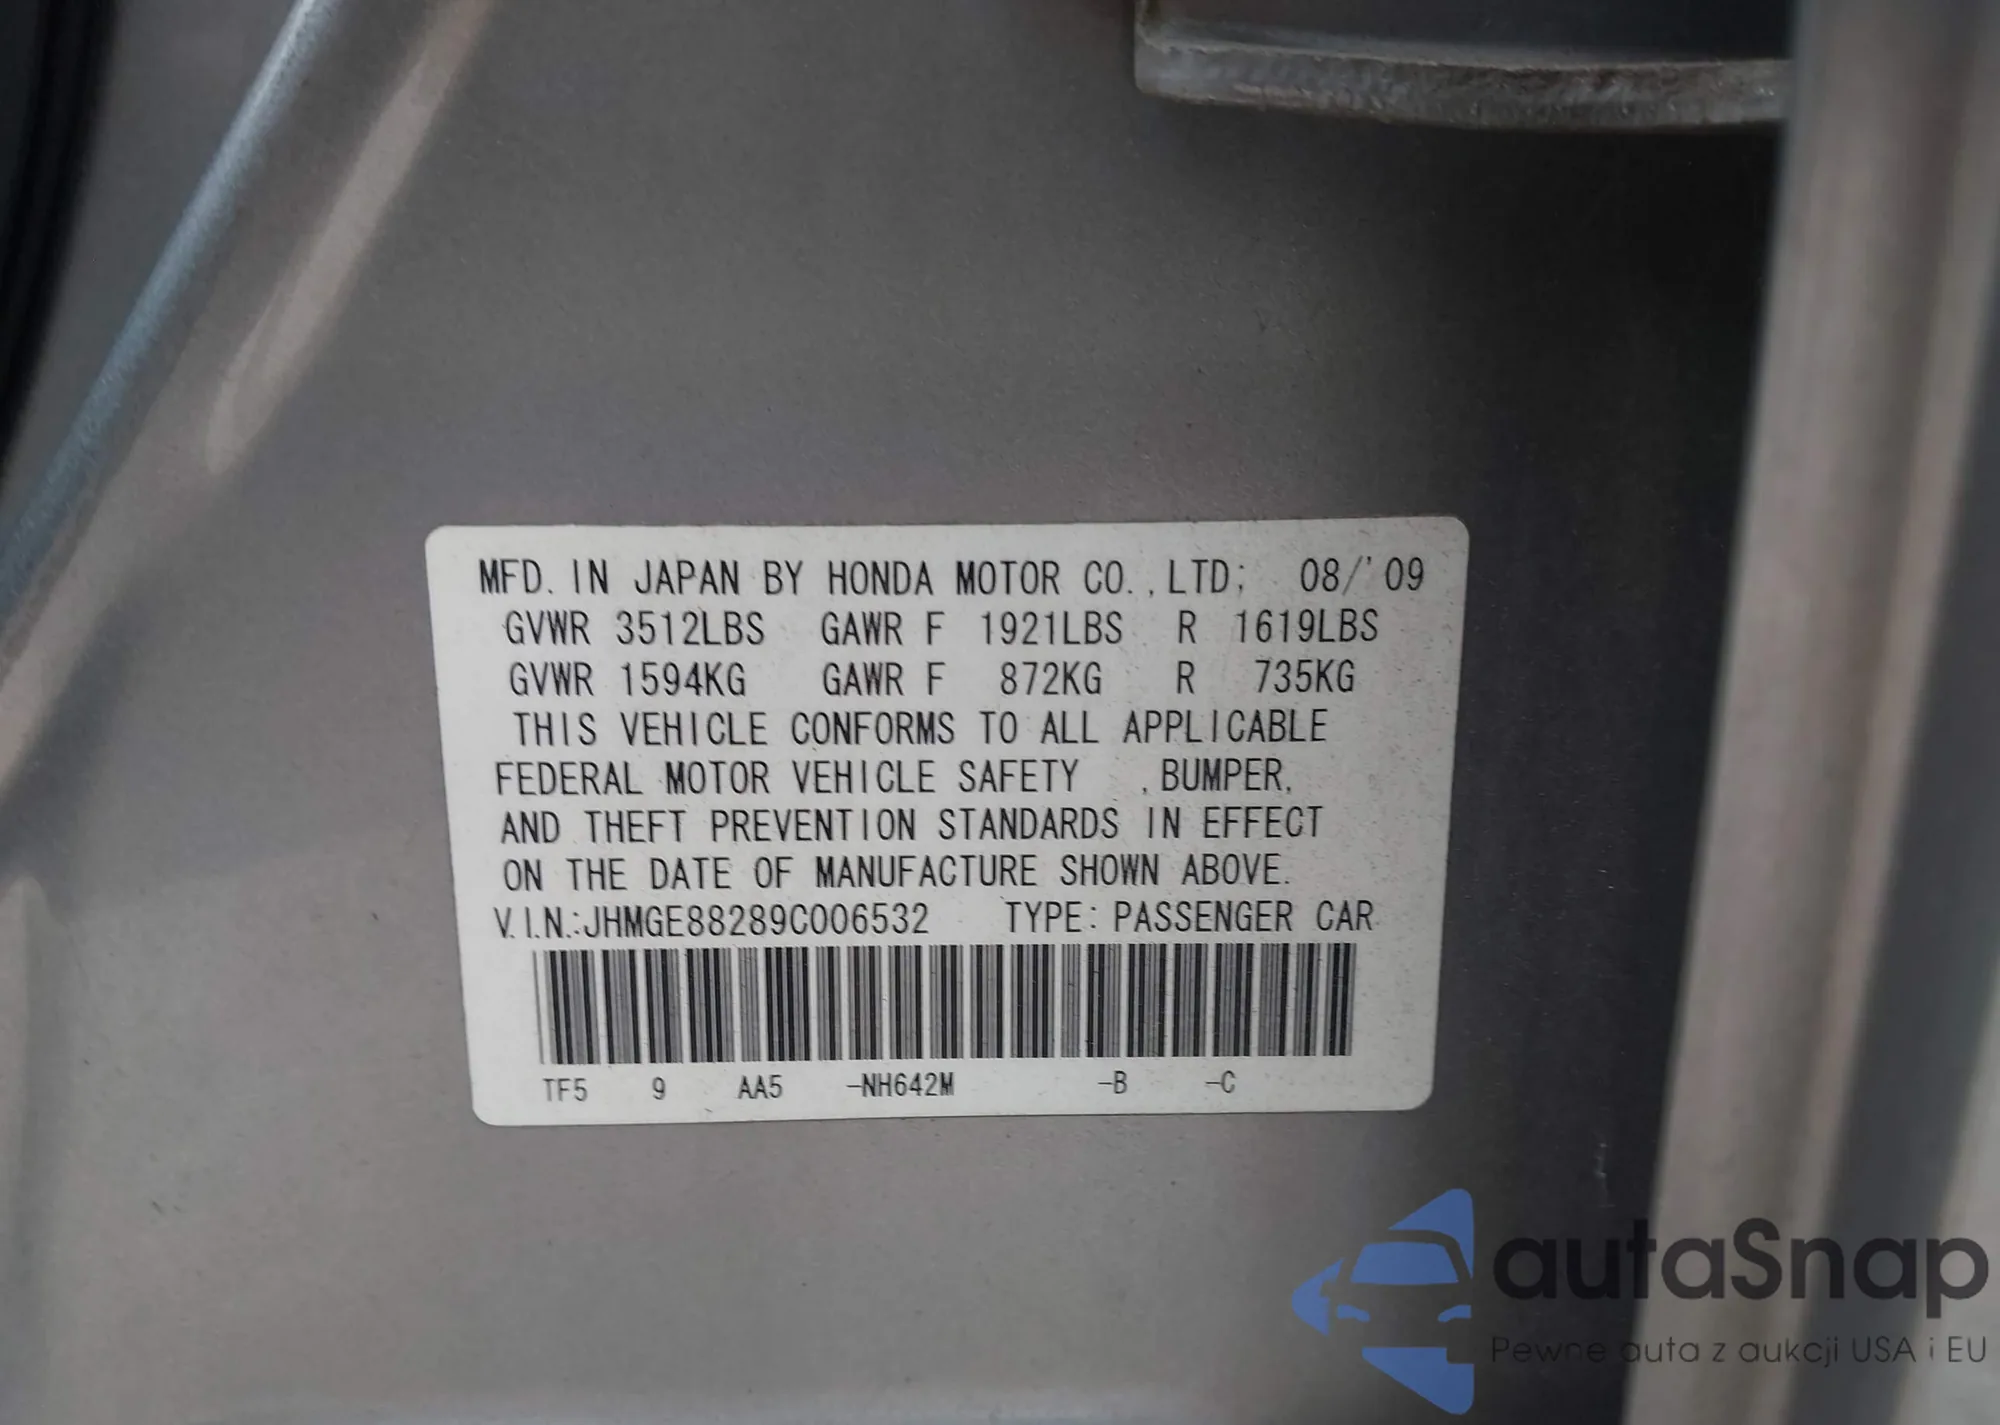 MFD. IN JAPAN BY HONDA MOTOR CO.,LTD; 08/'09
GVWR 3512LBS GAWR F 1921LBS R 1619LBS
GVWR 1594KG GAWR F 872KG R 735KG
THIS VEHICLE CONFORMS TO ALL APPLICABLE
FEDERAL MOTOR VEHICLE SAFETY ,BUMPER,
AND THEFT PREVENTION STANDARDS IN EFFECT
ON THE DATE OF MANUFACTURE SHOWN ABOVE.
V.I.N.:JHMGE88289C006532 TYPE: PASSENGER CAR
TF5 9 AA5 -NH642M -B -C
autaSnap
Pewne auta z aukcji USA i EU